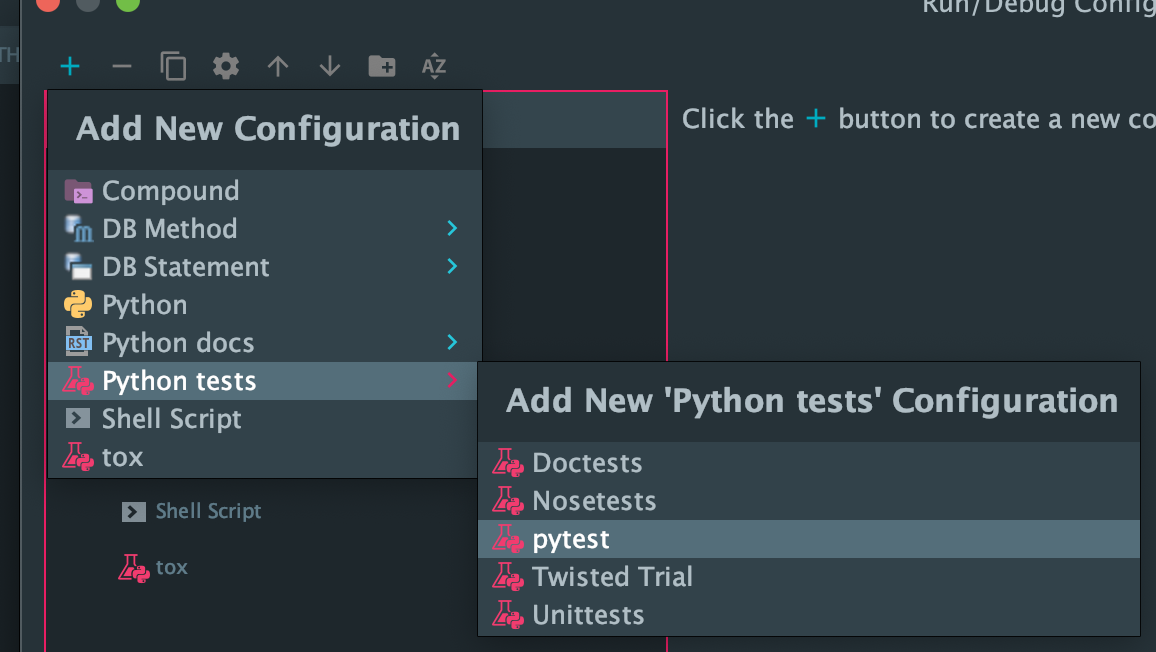 Run/Debug Config
TH
AZ
Add New Configuration
Click the + button to create a new co
Compound
DB Method
DB Statement
Python
RST Python docs
Python tests
Shell Script
tox
Add New 'Python tests' Configuration
Doctests
Nosetests
pytest
Twisted Trial
Unittests
Shell Script
tox